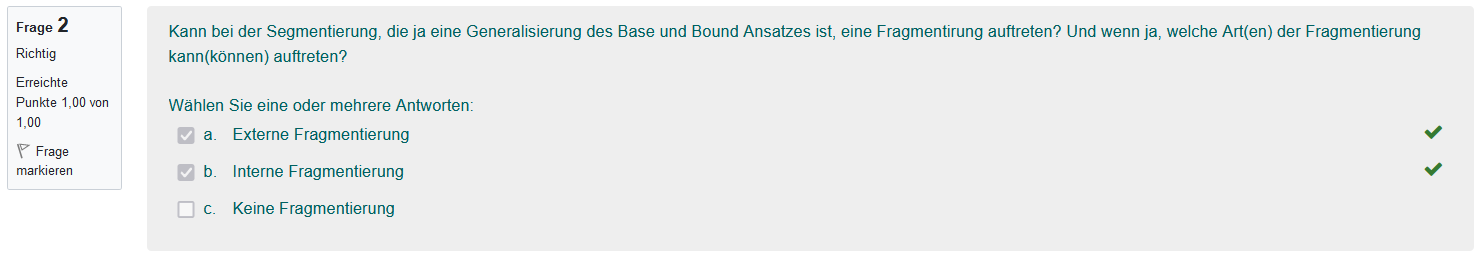 Frage 2
Richtig
Erreichte
Punkte 1,00 von
1,00
Frage
markieren
Kann bei der Segmentierung, die ja eine Generalisierung des Base und Bound Ansatzes ist, eine Fragmentirung auftreten? Und wenn ja, welche Art(en) der Fragmentierung
kann(können) auftreten?
Wählen Sie eine oder mehrere Antworten:
a. Externe Fragmentierung
b. Interne Fragmentierung
c. Keine Fragmentierung